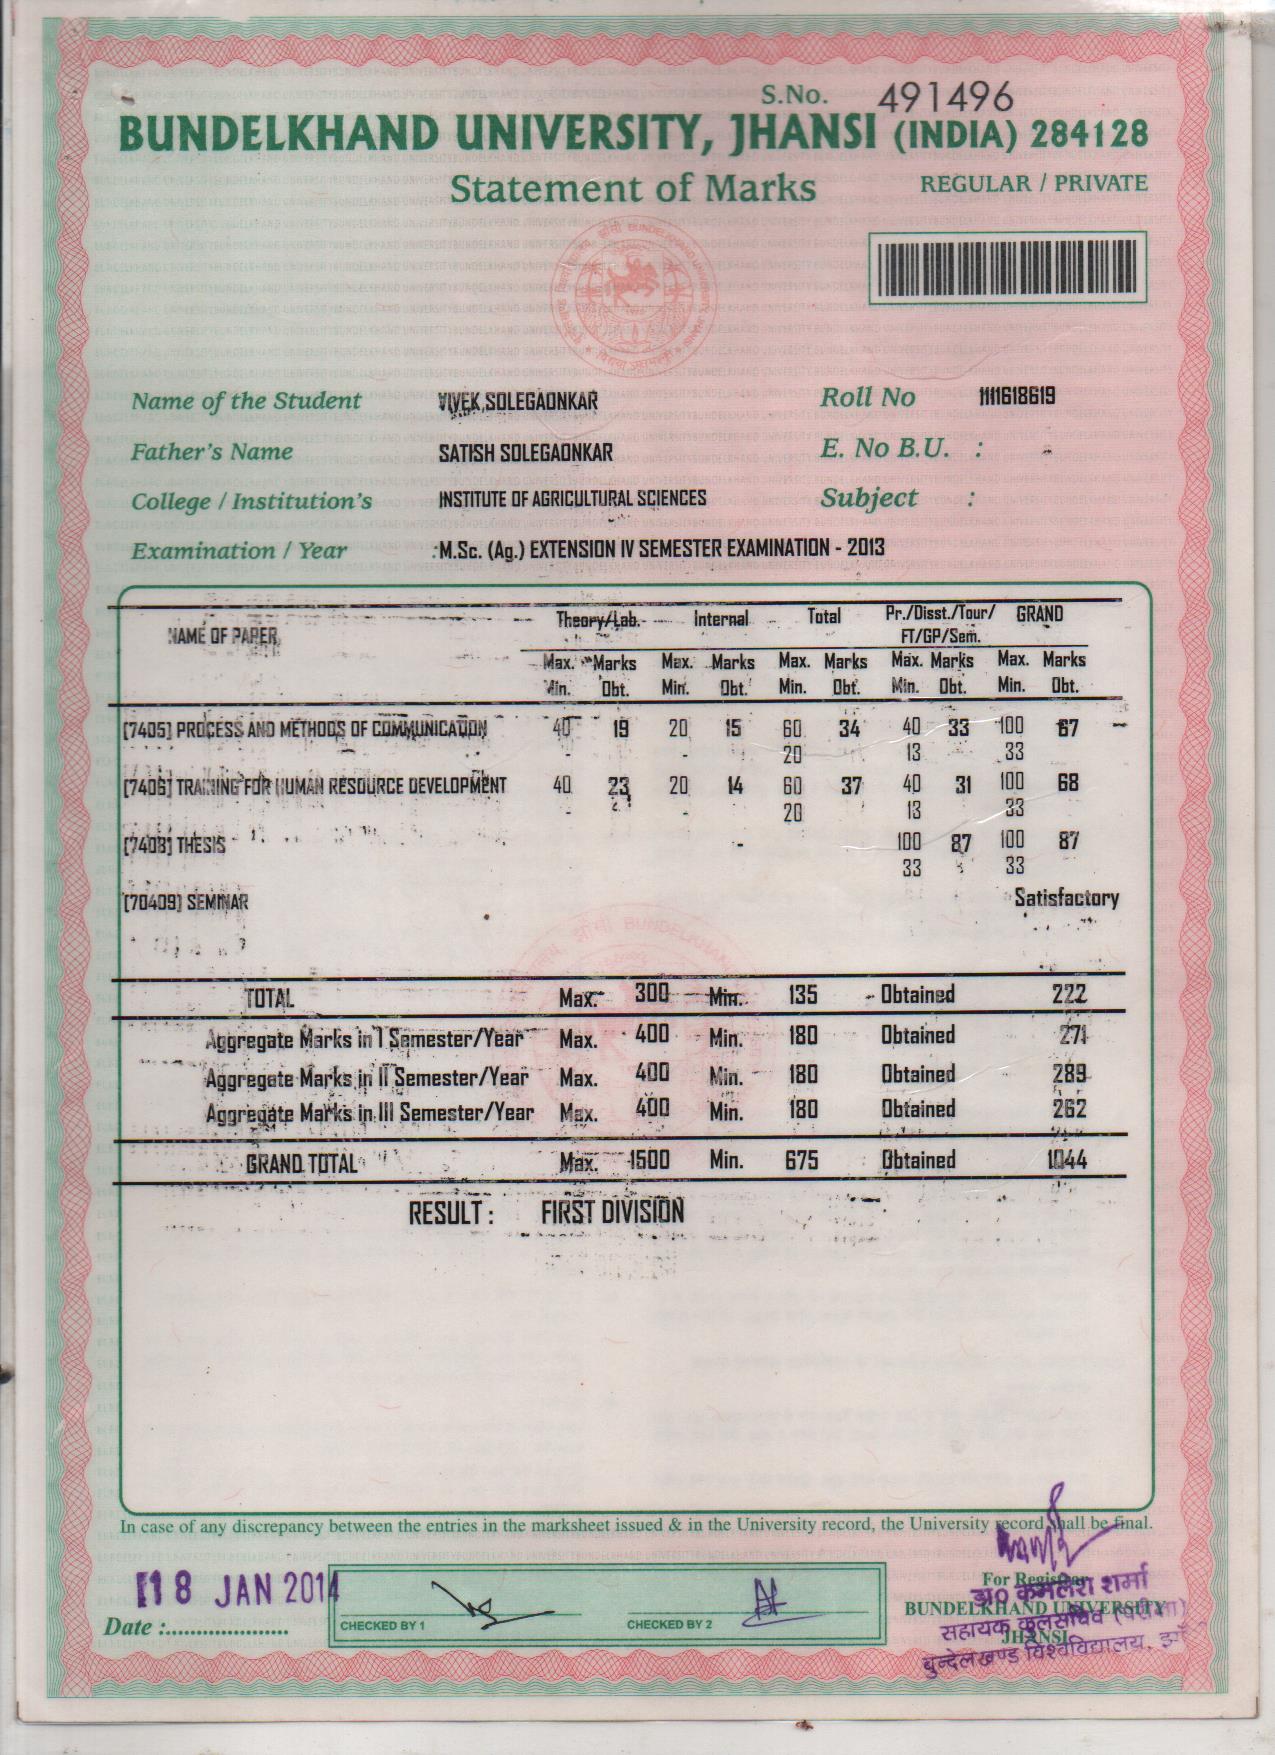 S.No. 491496
BUNDELKHAND UNIVERSITY, JHANSI (INDIA) 284128
Statement of Marks
REGULAR / PRIVATE
Name of the Student VIVEK SOLEGAONKAR Roll No 1111618619
Father's Name SATISH SOLEGAONKAR E. No B.U. :
College / Institution's INSTITUTE OF AGRICULTURAL SCIENCES Subject :
Examination / Year :M.Sc. (Ag.) EXTENSION IV SEMESTER EXAMINATION - 2013
NAME OF PAPER Theory/Lab. Internal Total Pr./Disst./Tour/ GRAND
FT/GP/Sem.
Max. Marks Max. Marks Max. Marks Max. Marks Max. Marks
Min. Obt. Min. Obt. Min. Obt. Min. Obt. Min. Obt.
[7405] PROCESS AND METHODS OF COMMUNICATION 40 19 20 15 60 34 40 33 100 67
- - 20 13 33
[7406] TRAINING FOR HUMAN RESOURCE DEVELOPMENT 40 23 20 14 60 37 40 31 100 68
- - 20 13 33
THESIS - 100 87 100 87
33 33
[70409] SEMINAR Satisfactory
TOTAL Max. 300 Min. 135 Obtained 222
Aggregate Marks in I Semester/Year Max. 400 Min. 180 Obtained 271
Aggregate Marks in II Semester/Year Max. 400 Min. 180 Obtained 289
Aggregate Marks in III Semester/Year Max. 400 Min. 180 Obtained 262
GRAND TOTAL Max. 1500 Min. 675 Obtained 1044
RESULT : FIRST DIVISION
In case of any discrepancy between the entries in the marksheet issued & in the University record, the University record shall be final.
18 JAN 2014
Date :....................
CHECKED BY 1 CHECKED BY 2
For Registrar
डा० कमलेश शर्मा
BUNDELKHAND UNIVERSITY
सहायक कुलसचिव (परीक्षा)
JHANSI
बुन्देलखण्ड विश्वविद्यालय, झाँ